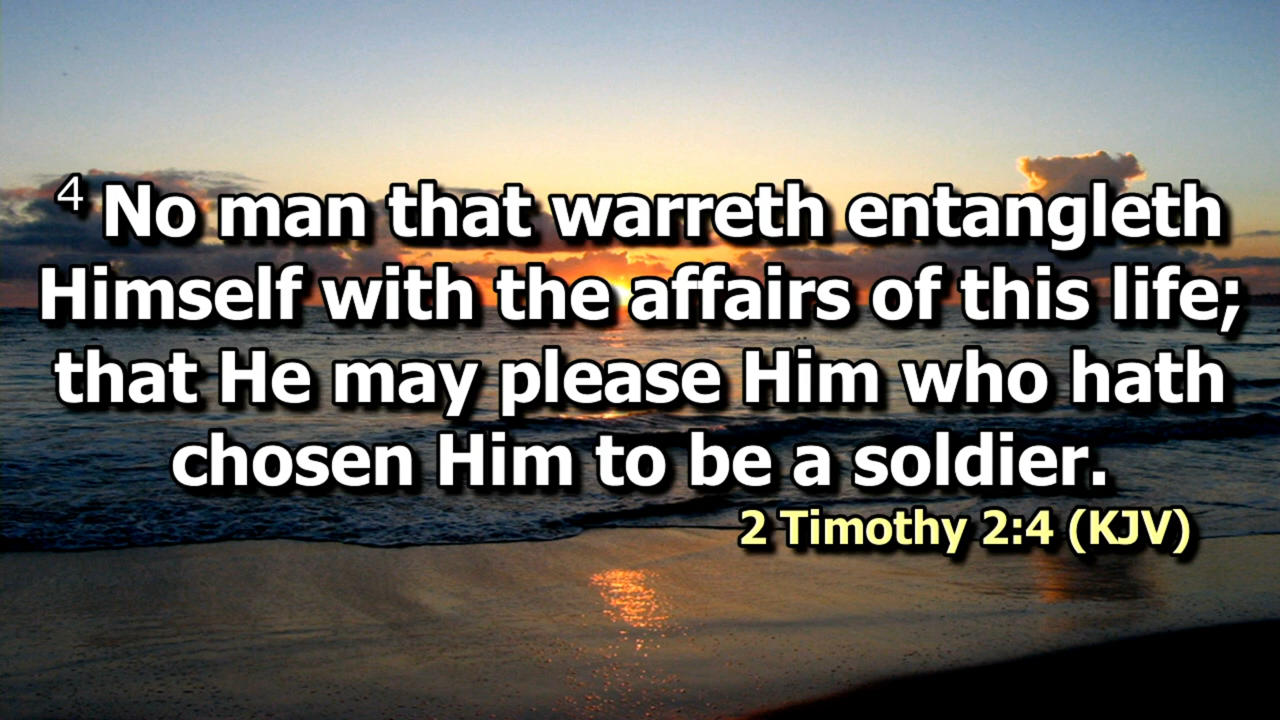 4 No man that warreth entangleth
Himself with the affairs of this life;
that He may please Him who hath
chosen Him to be a soldier.
2 Timothy 2:4 (KJV)